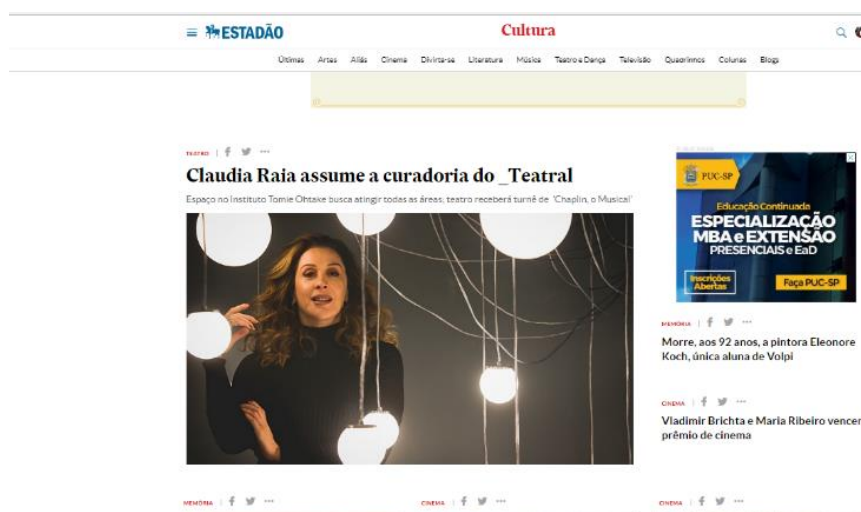 ESTADÃO
Cultura
Últimas Artes Aliás Cinema Divirta-se Literatura Música Teatro e Dança Televisão Quadrinhos Colunas Blogs
TEATRO
Claudia Raia assume a curadoria do _Teatral
Espaço no Instituto Tomie Ohtake busca atingir todas as áreas; teatro receberá turnê de 'Chaplin, o Musical'
PUC-SP
Educação Continuada
ESPECIALIZAÇÃO
MBA e EXTENSÃO
PRESENCIAIS e EaD
Inscrições
Abertas
Faça PUC-SP
MEMÓRIA
Morre, aos 92 anos, a pintora Eleonore
Koch, única aluna de Volpi
CINEMA
Vladimir Brichta e Maria Ribeiro vencem
prêmio de cinema
MEMÓRIA
CINEMA
CINEMA